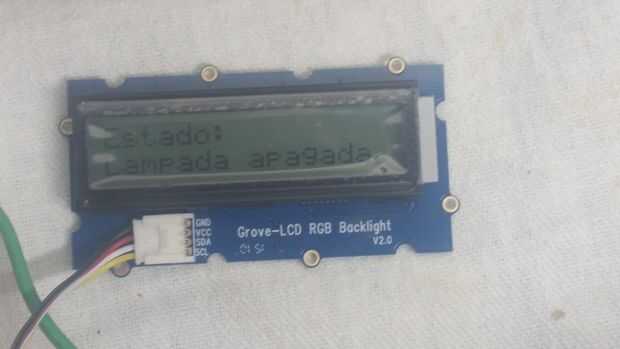 Estado:
Lampada apagada
GND
VCC
SDA
SCL
Grove-LCD RGB Backlight
V2.0